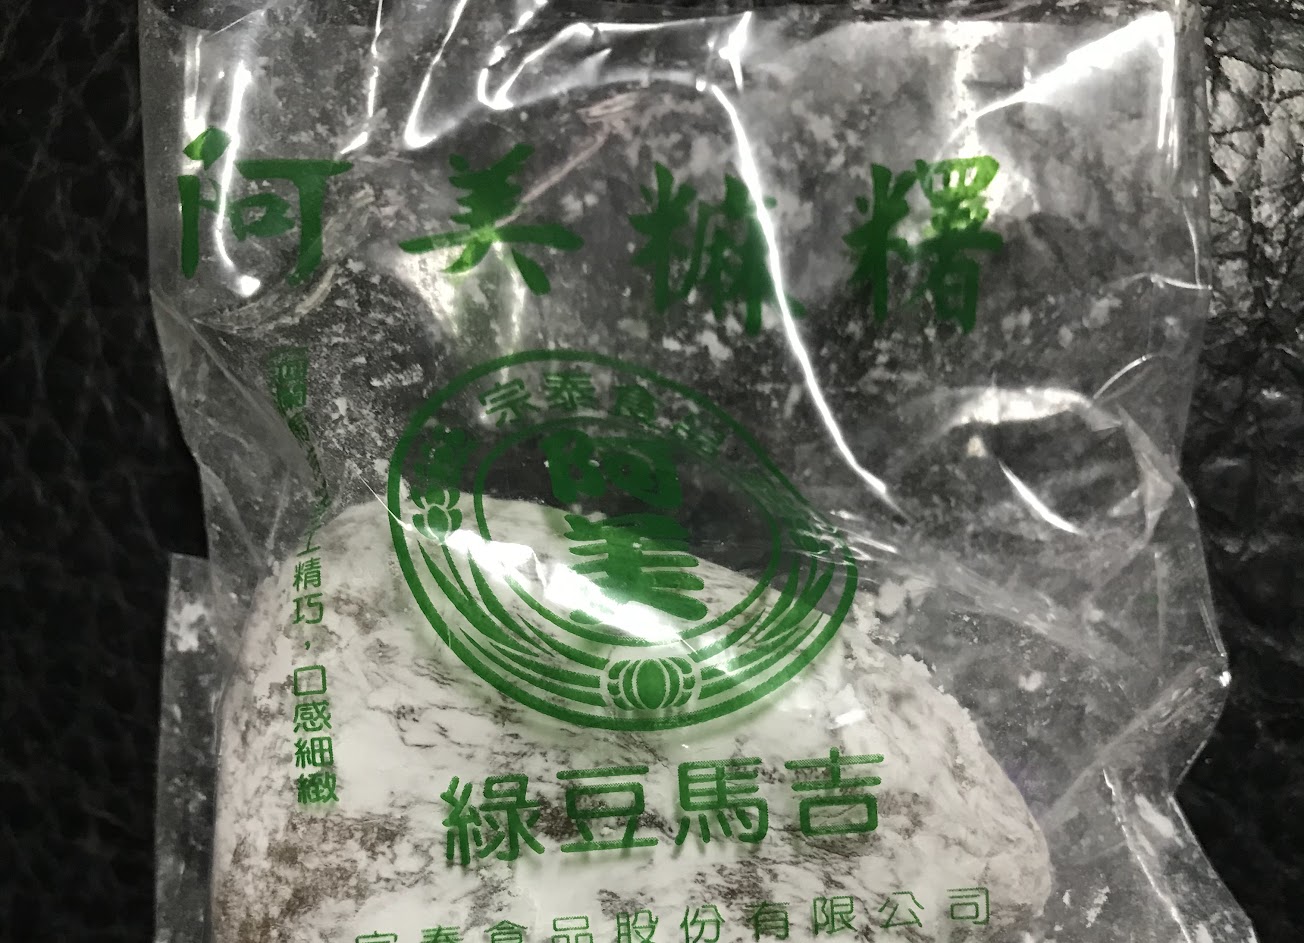 阿美麻糬
宗泰食品
阿美
工精巧，口感細緻
綠豆馬吉
宗泰食品股份有限公司